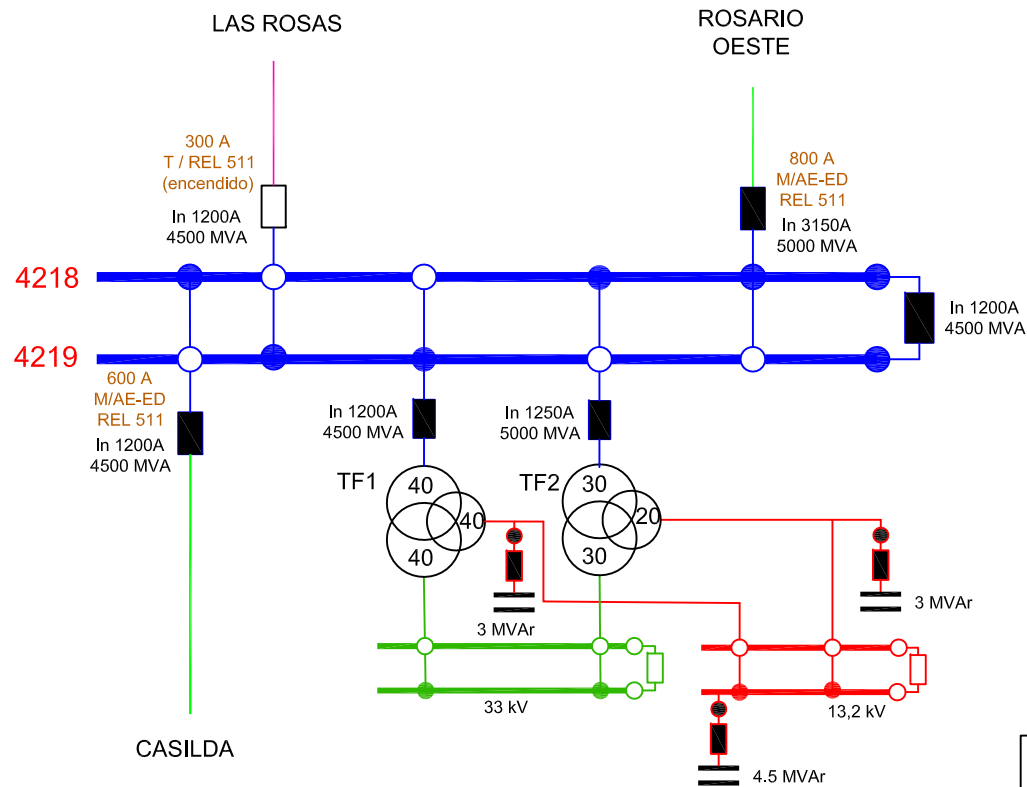 LAS ROSAS
ROSARIO
OESTE
300 A
T / REL 511
(encendido)
In 1200A
4500 MVA
800 A
M/AE-ED
REL 511
In 3150A
5000 MVA
4218
In 1200A
4500 MVA
4219
600 A
M/AE-ED
REL 511
In 1200A
4500 MVA
In 1200A
4500 MVA
In 1250A
5000 MVA
TF1
40
40
40
TF2
30
20
30
3 MVAr
3 MVAr
33 kV
13,2 kV
CASILDA
4.5 MVAr